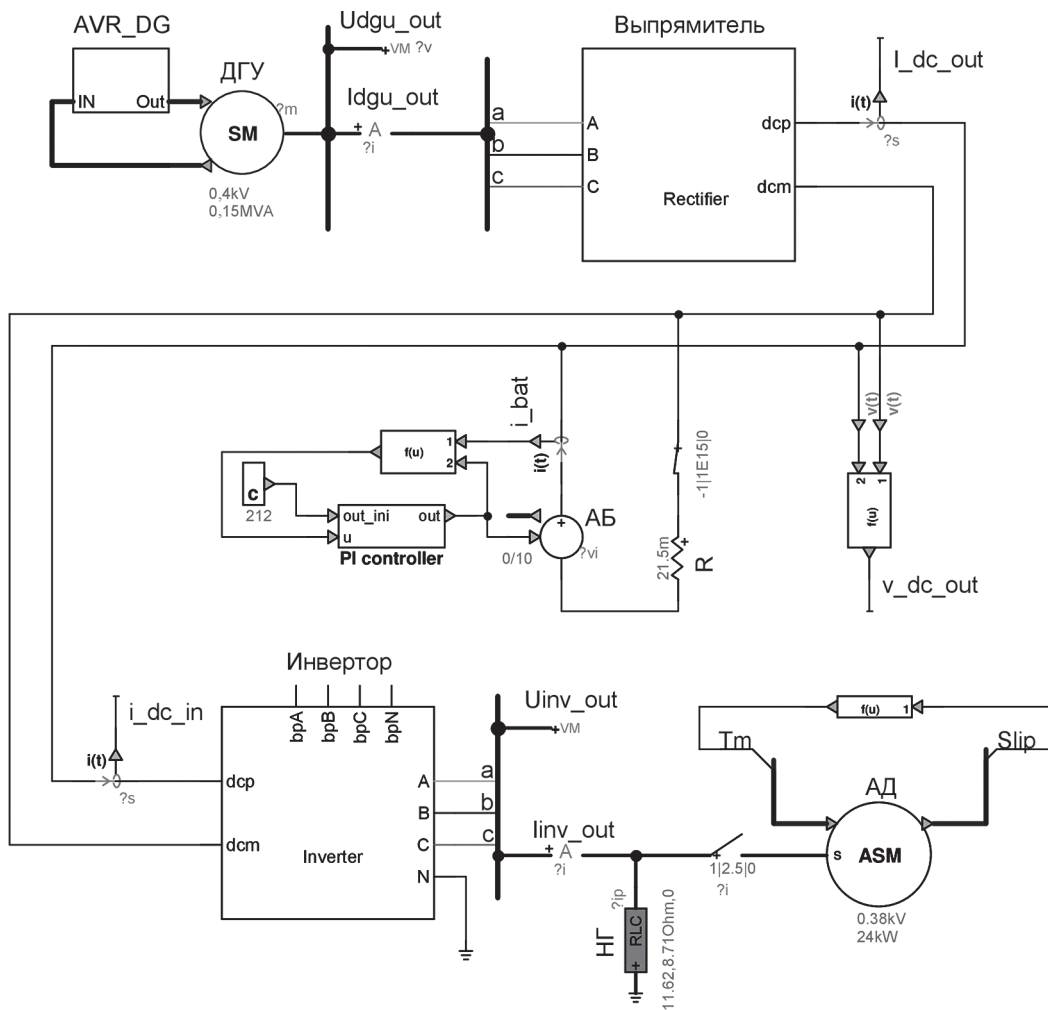 AVR_DG
IN
Out
ДГУ
SM
?m
0,4kV
0,15MVA
Udgu_out
+VM ?v
Idgu_out
+
A
?i
a
b
c
Выпрямитель
A
B
C
dcp
dcm
Rectifier
I_dc_out
i(t)
?s
i_bat
i(t)
f(u)
1
2
c
212
out_ini
out
u
PI controller
0/10
+
АБ
?vi
-1|1E15|0
+
21.5m
R
v(t)
v(t)
2
1
f(u)
v_dc_out
Инвертор
bpA
bpB
bpC
bpN
i_dc_in
i(t)
?s
dcp
dcm
Inverter
A
B
C
N
a
b
c
Uinv_out
+VM
Iinv_out
+
A
?i
1|2.5|0
?i
+
?ip
RLC
+
НГ
11.62,8.71Ohm,0
f(u)
1
Tm
Slip
АД
S
ASM
0.38kV
24kW